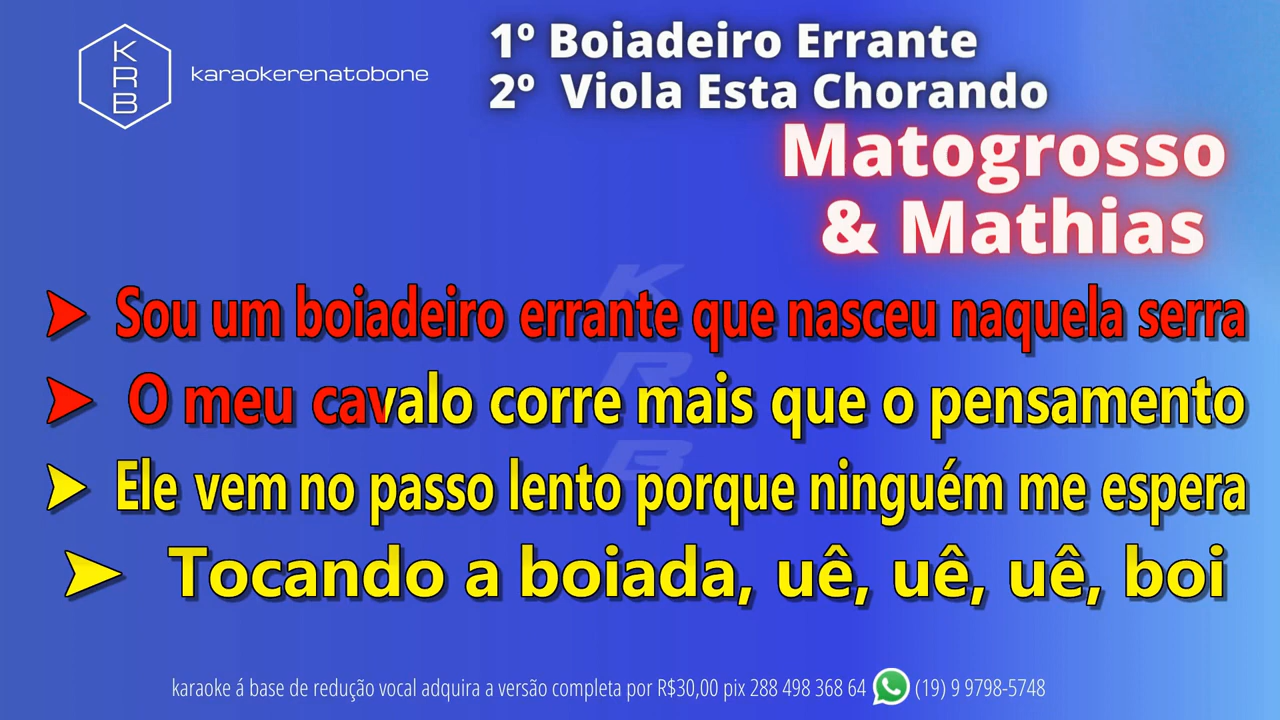 K
R
B
karaokerenatobone
1º Boiadeiro Errante
2º Viola Esta Chorando
Matogrosso
& Mathias
K
R
B
➤ Sou um boiadeiro errante que nasceu naquela serra
➤ O meu cavalo corre mais que o pensamento
➤ Ele vem no passo lento porque ninguém me espera
➤ Tocando a boiada, uê, uê, uê, boi
karaoke á base de redução vocal adquira a versão completa por R$30,00 pix 288 498 368 64 (19) 9 9798-5748